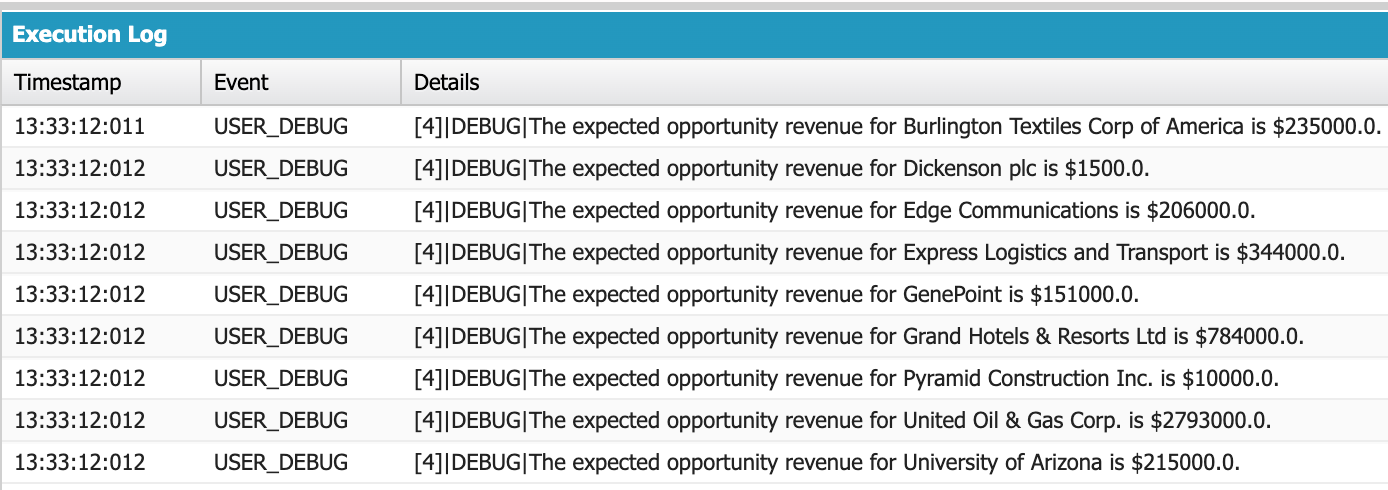 Execution Log
Timestamp Event Details
13:33:12:011 USER_DEBUG [4]|DEBUG|The expected opportunity revenue for Burlington Textiles Corp of America is $235000.0.
13:33:12:012 USER_DEBUG [4]|DEBUG|The expected opportunity revenue for Dickenson plc is $1500.0.
13:33:12:012 USER_DEBUG [4]|DEBUG|The expected opportunity revenue for Edge Communications is $206000.0.
13:33:12:012 USER_DEBUG [4]|DEBUG|The expected opportunity revenue for Express Logistics and Transport is $344000.0.
13:33:12:012 USER_DEBUG [4]|DEBUG|The expected opportunity revenue for GenePoint is $151000.0.
13:33:12:012 USER_DEBUG [4]|DEBUG|The expected opportunity revenue for Grand Hotels & Resorts Ltd is $784000.0.
13:33:12:012 USER_DEBUG [4]|DEBUG|The expected opportunity revenue for Pyramid Construction Inc. is $10000.0.
13:33:12:012 USER_DEBUG [4]|DEBUG|The expected opportunity revenue for United Oil & Gas Corp. is $2793000.0.
13:33:12:012 USER_DEBUG [4]|DEBUG|The expected opportunity revenue for University of Arizona is $215000.0.